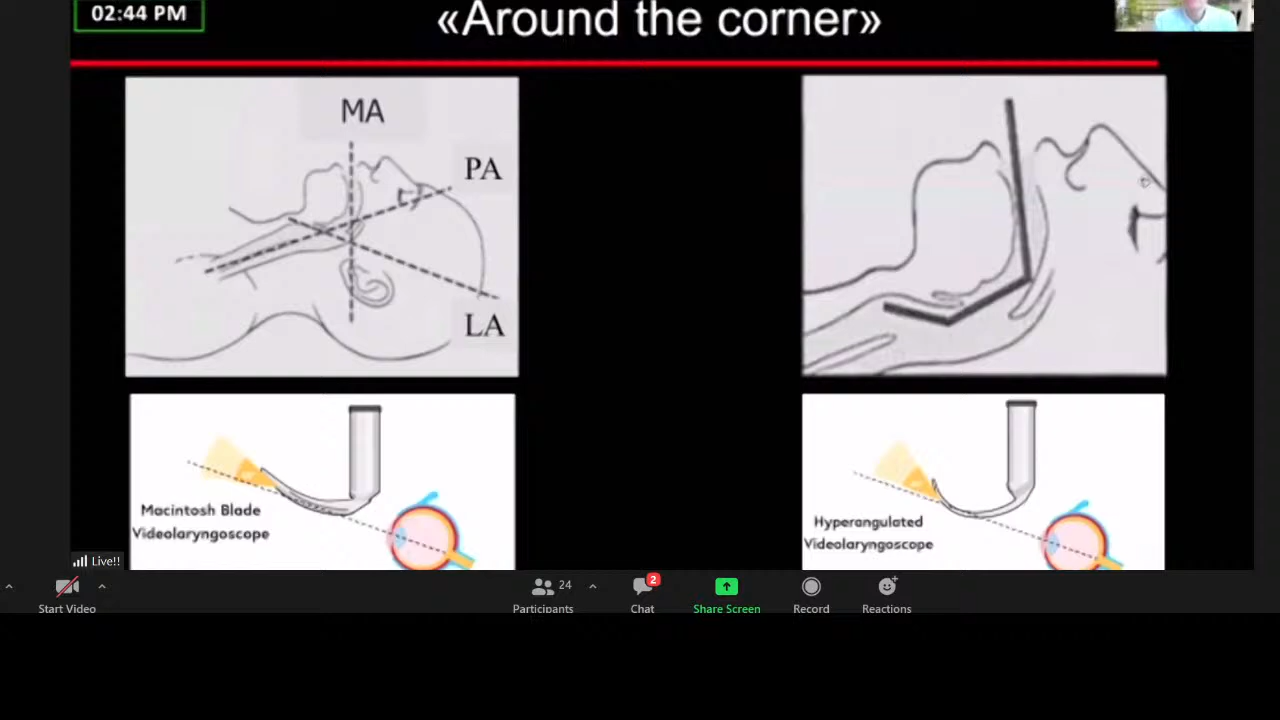 02:44 PM
«Around the corner»
MA
PA
LA
Macintosh Blade
Videolaryngoscope
Hyperangulated
Videolaryngoscope
Live!!
24
2
Start Video
Participants
Chat
Share Screen
Record
Reactions